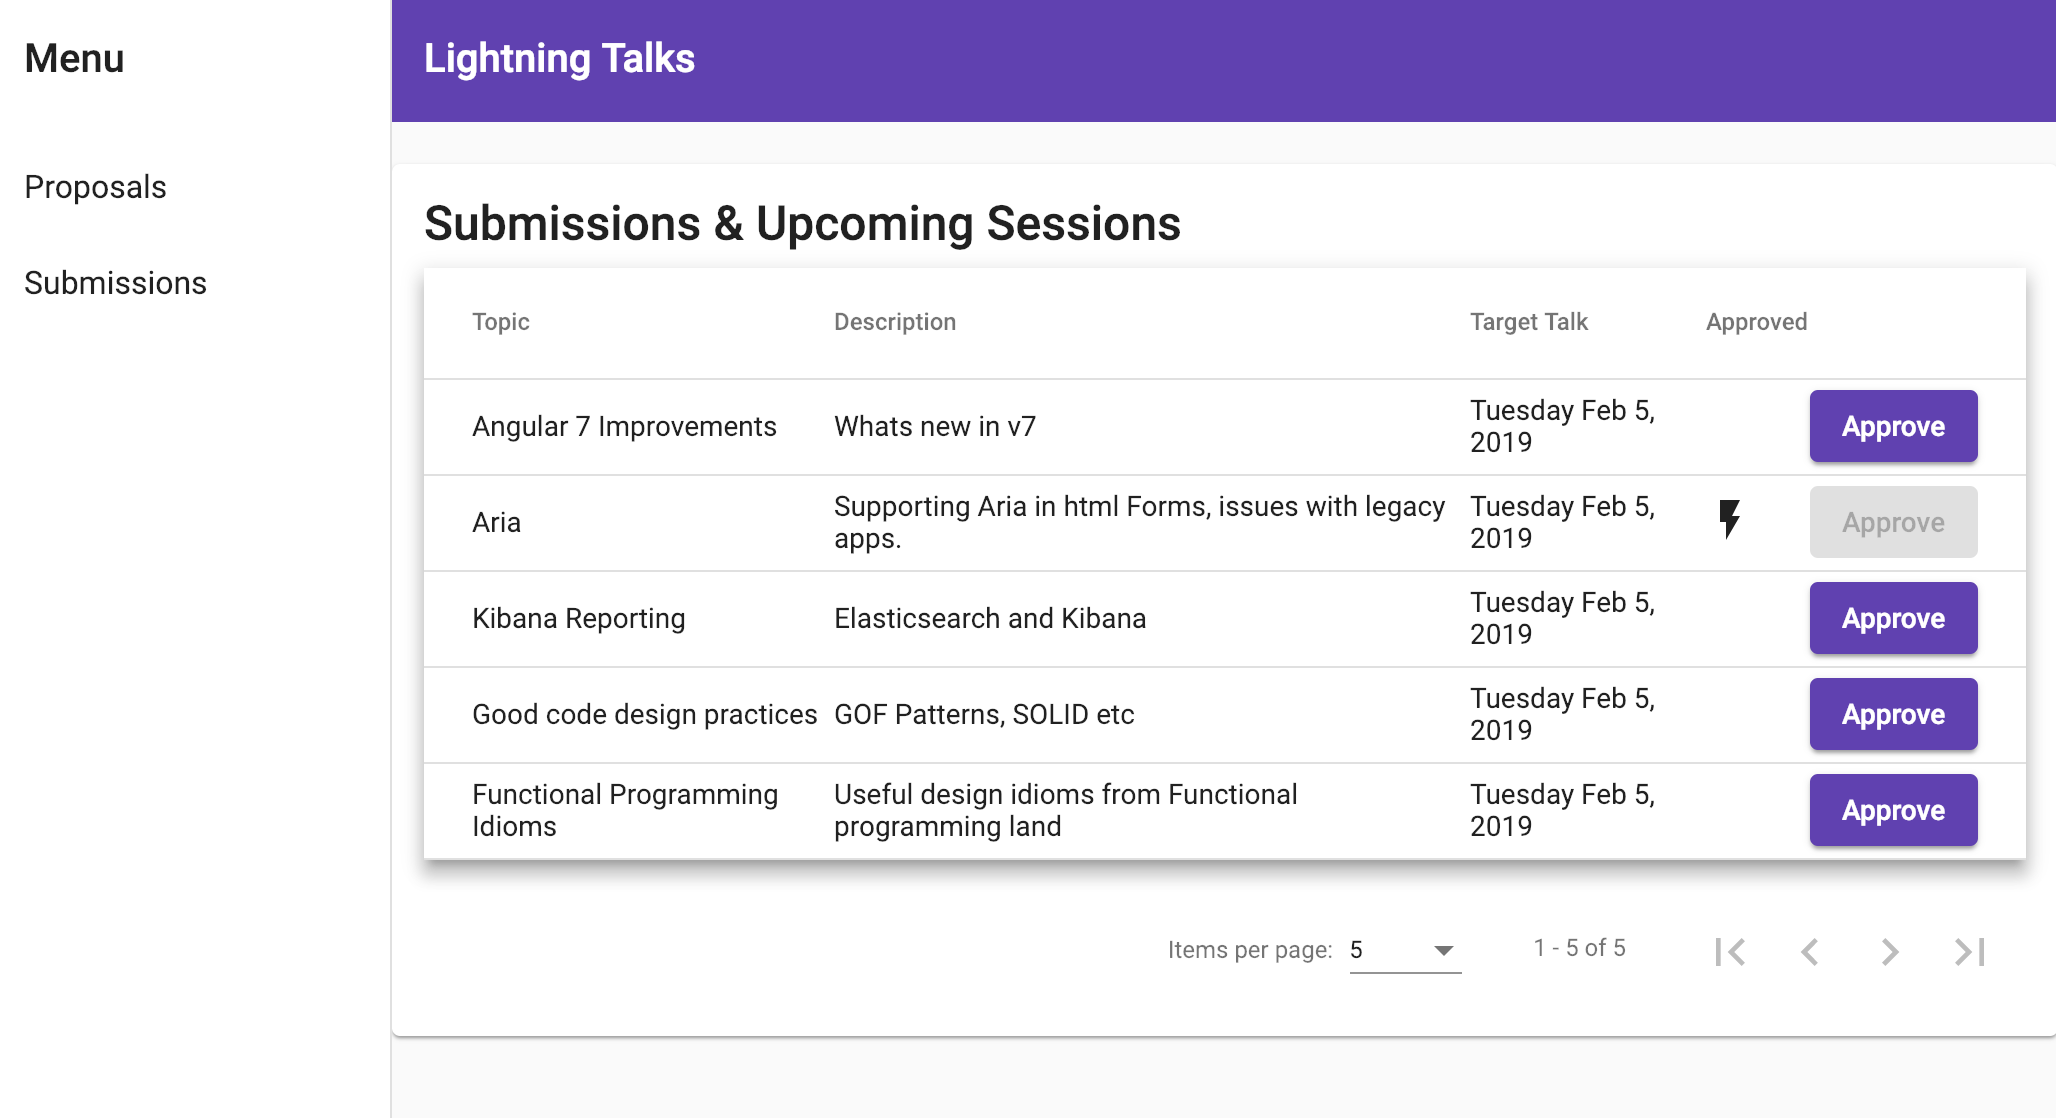 Menu
Proposals
Submissions
Lightning Talks
Submissions & Upcoming Sessions
Topic Description Target Talk Approved
Angular 7 Improvements Whats new in v7 Tuesday Feb 5,
2019 Approve
Aria Supporting Aria in html Forms, issues with legacy
apps. Tuesday Feb 5,
2019 Approve
Kibana Reporting Elasticsearch and Kibana Tuesday Feb 5,
2019 Approve
Good code design practices GOF Patterns, SOLID etc Tuesday Feb 5,
2019 Approve
Functional Programming
Idioms Useful design idioms from Functional
programming land Tuesday Feb 5,
2019 Approve
Items per page: 5 1 - 5 of 5